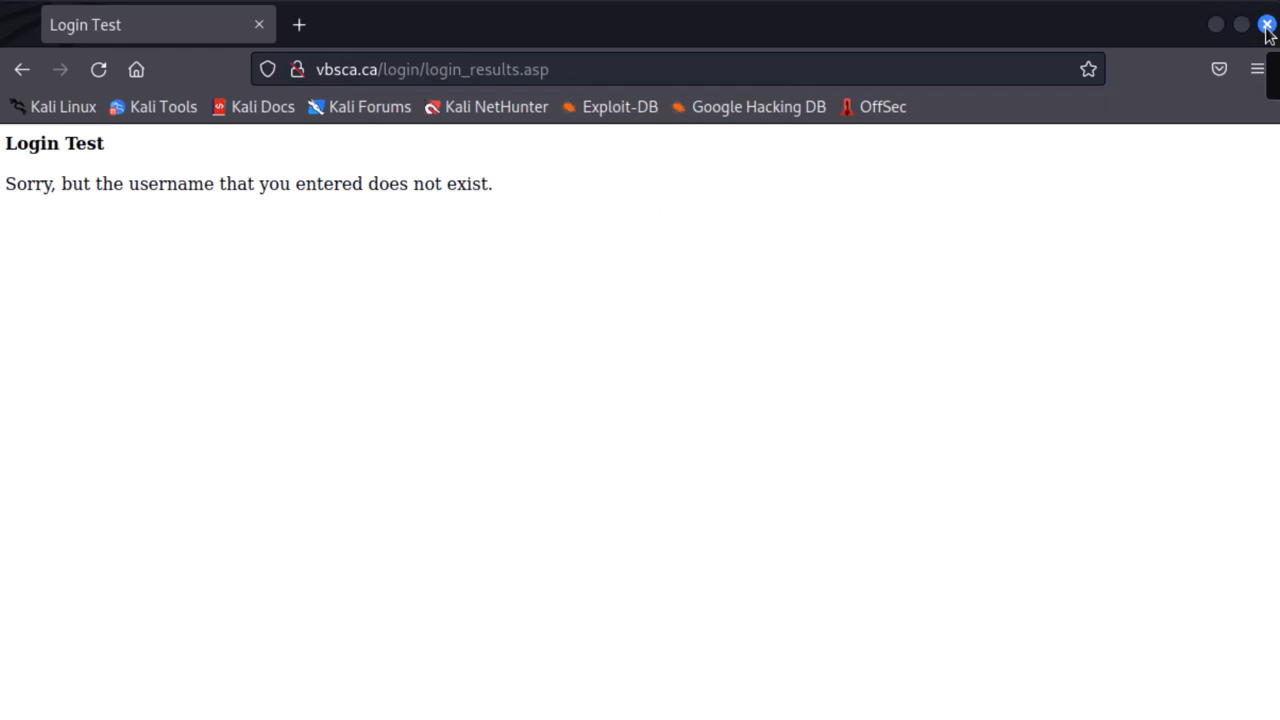 Login Test
vbsca.ca/login/login_results.asp
Kali Linux Kali Tools Kali Docs Kali Forums Kali NetHunter Exploit-DB Google Hacking DB OffSec
Login Test
Sorry, but the username that you entered does not exist.